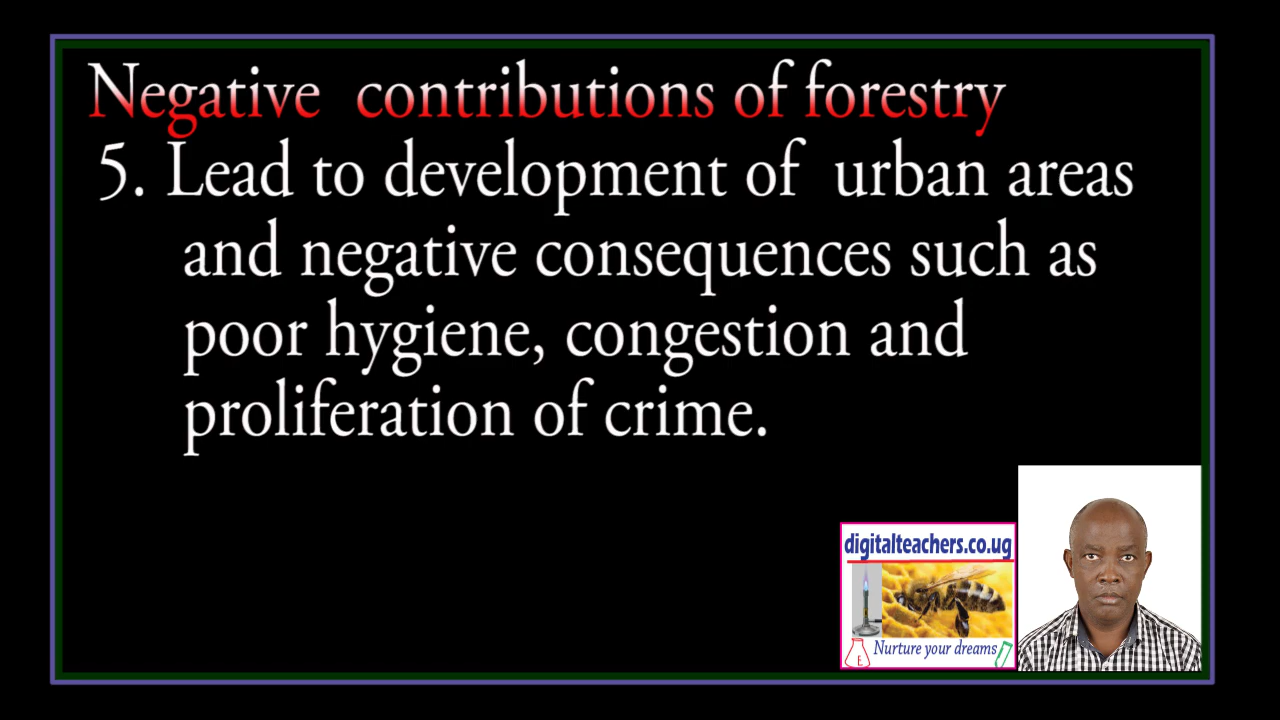 Negative contributions of forestry
5. Lead to development of urban areas
and negative consequences such as
poor hygiene, congestion and
proliferation of crime.
digitalteachers.co.ug
E
Nurture your dreams